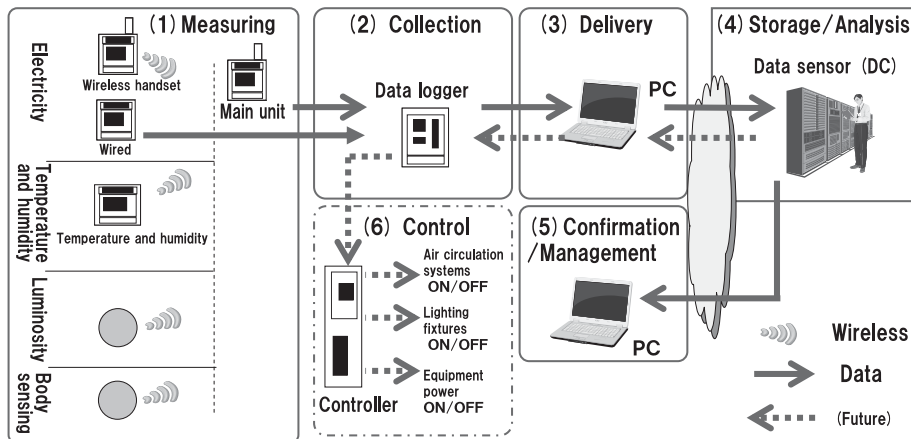 (1) Measuring
Electricity
Wireless handset
Wired
Main unit
Temperature
and humidity
Temperature and humidity
Luminosity
Body
sensing
(2) Collection
Data logger
(3) Delivery
PC
(4) Storage/Analysis
Data sensor (DC)
(5) Confirmation
/Management
PC
(6) Control
Air circulation
systems
ON/OFF
Lighting
fixtures
ON/OFF
Equipment
power
ON/OFF
Controller
Wireless
Data
(Future)